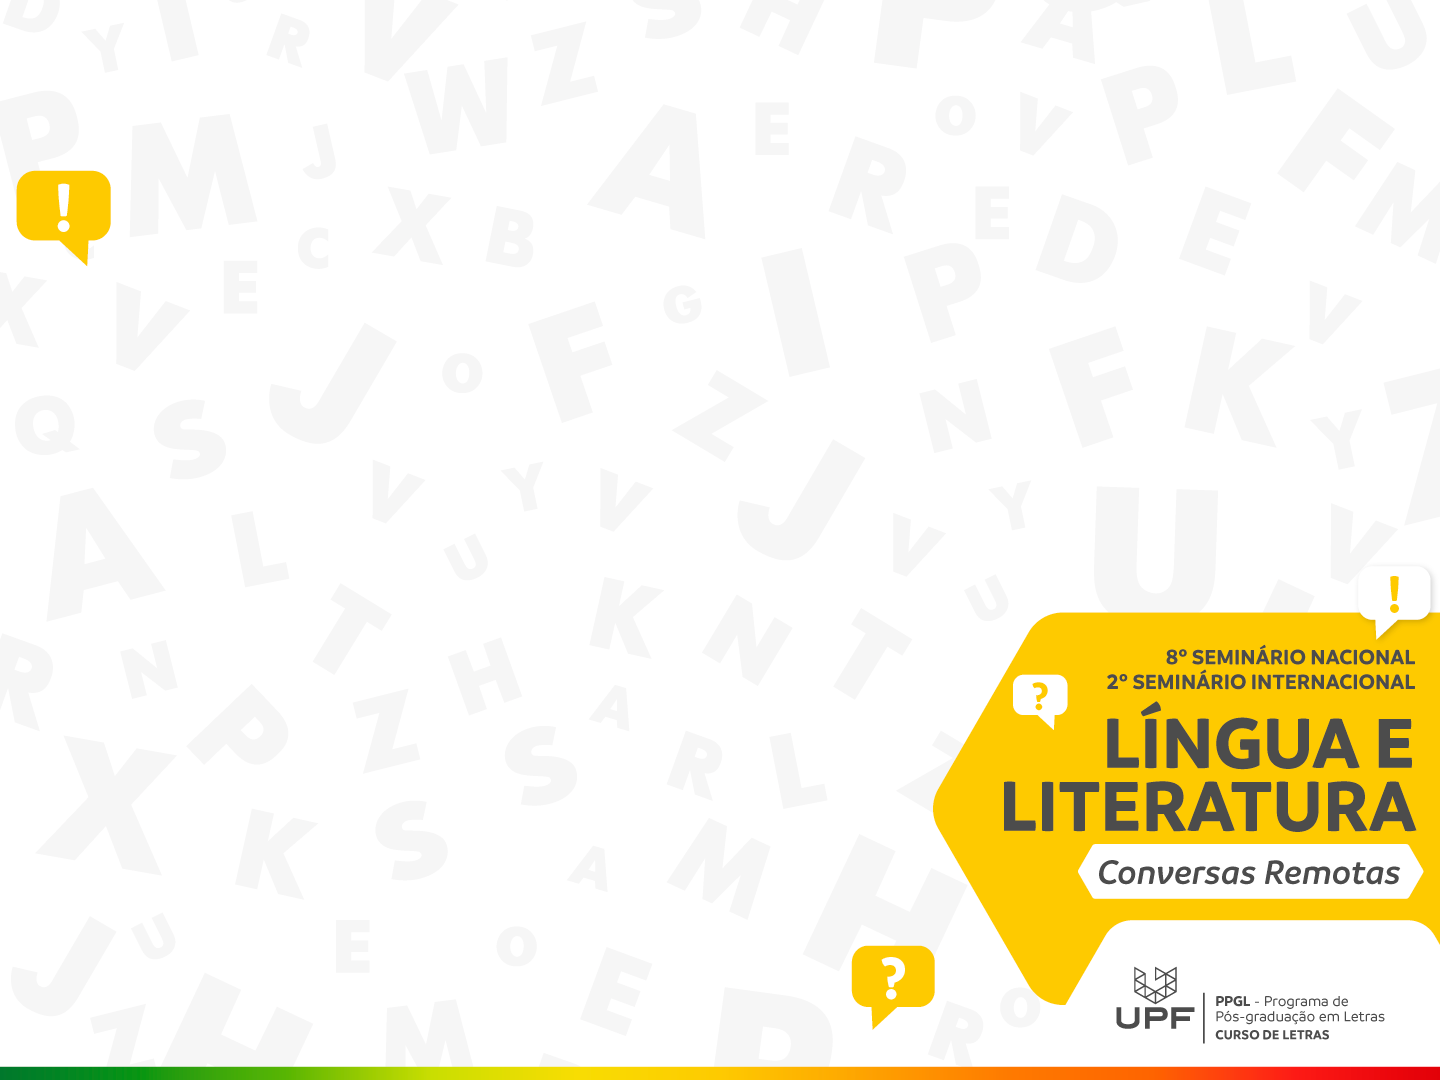 8º SEMINÁRIO NACIONAL
2º SEMINÁRIO INTERNACIONAL
LÍNGUA E
LITERATURA
Conversas Remotas
UPF
PPGL - Programa de
Pós-graduação em Letras
CURSO DE LETRAS